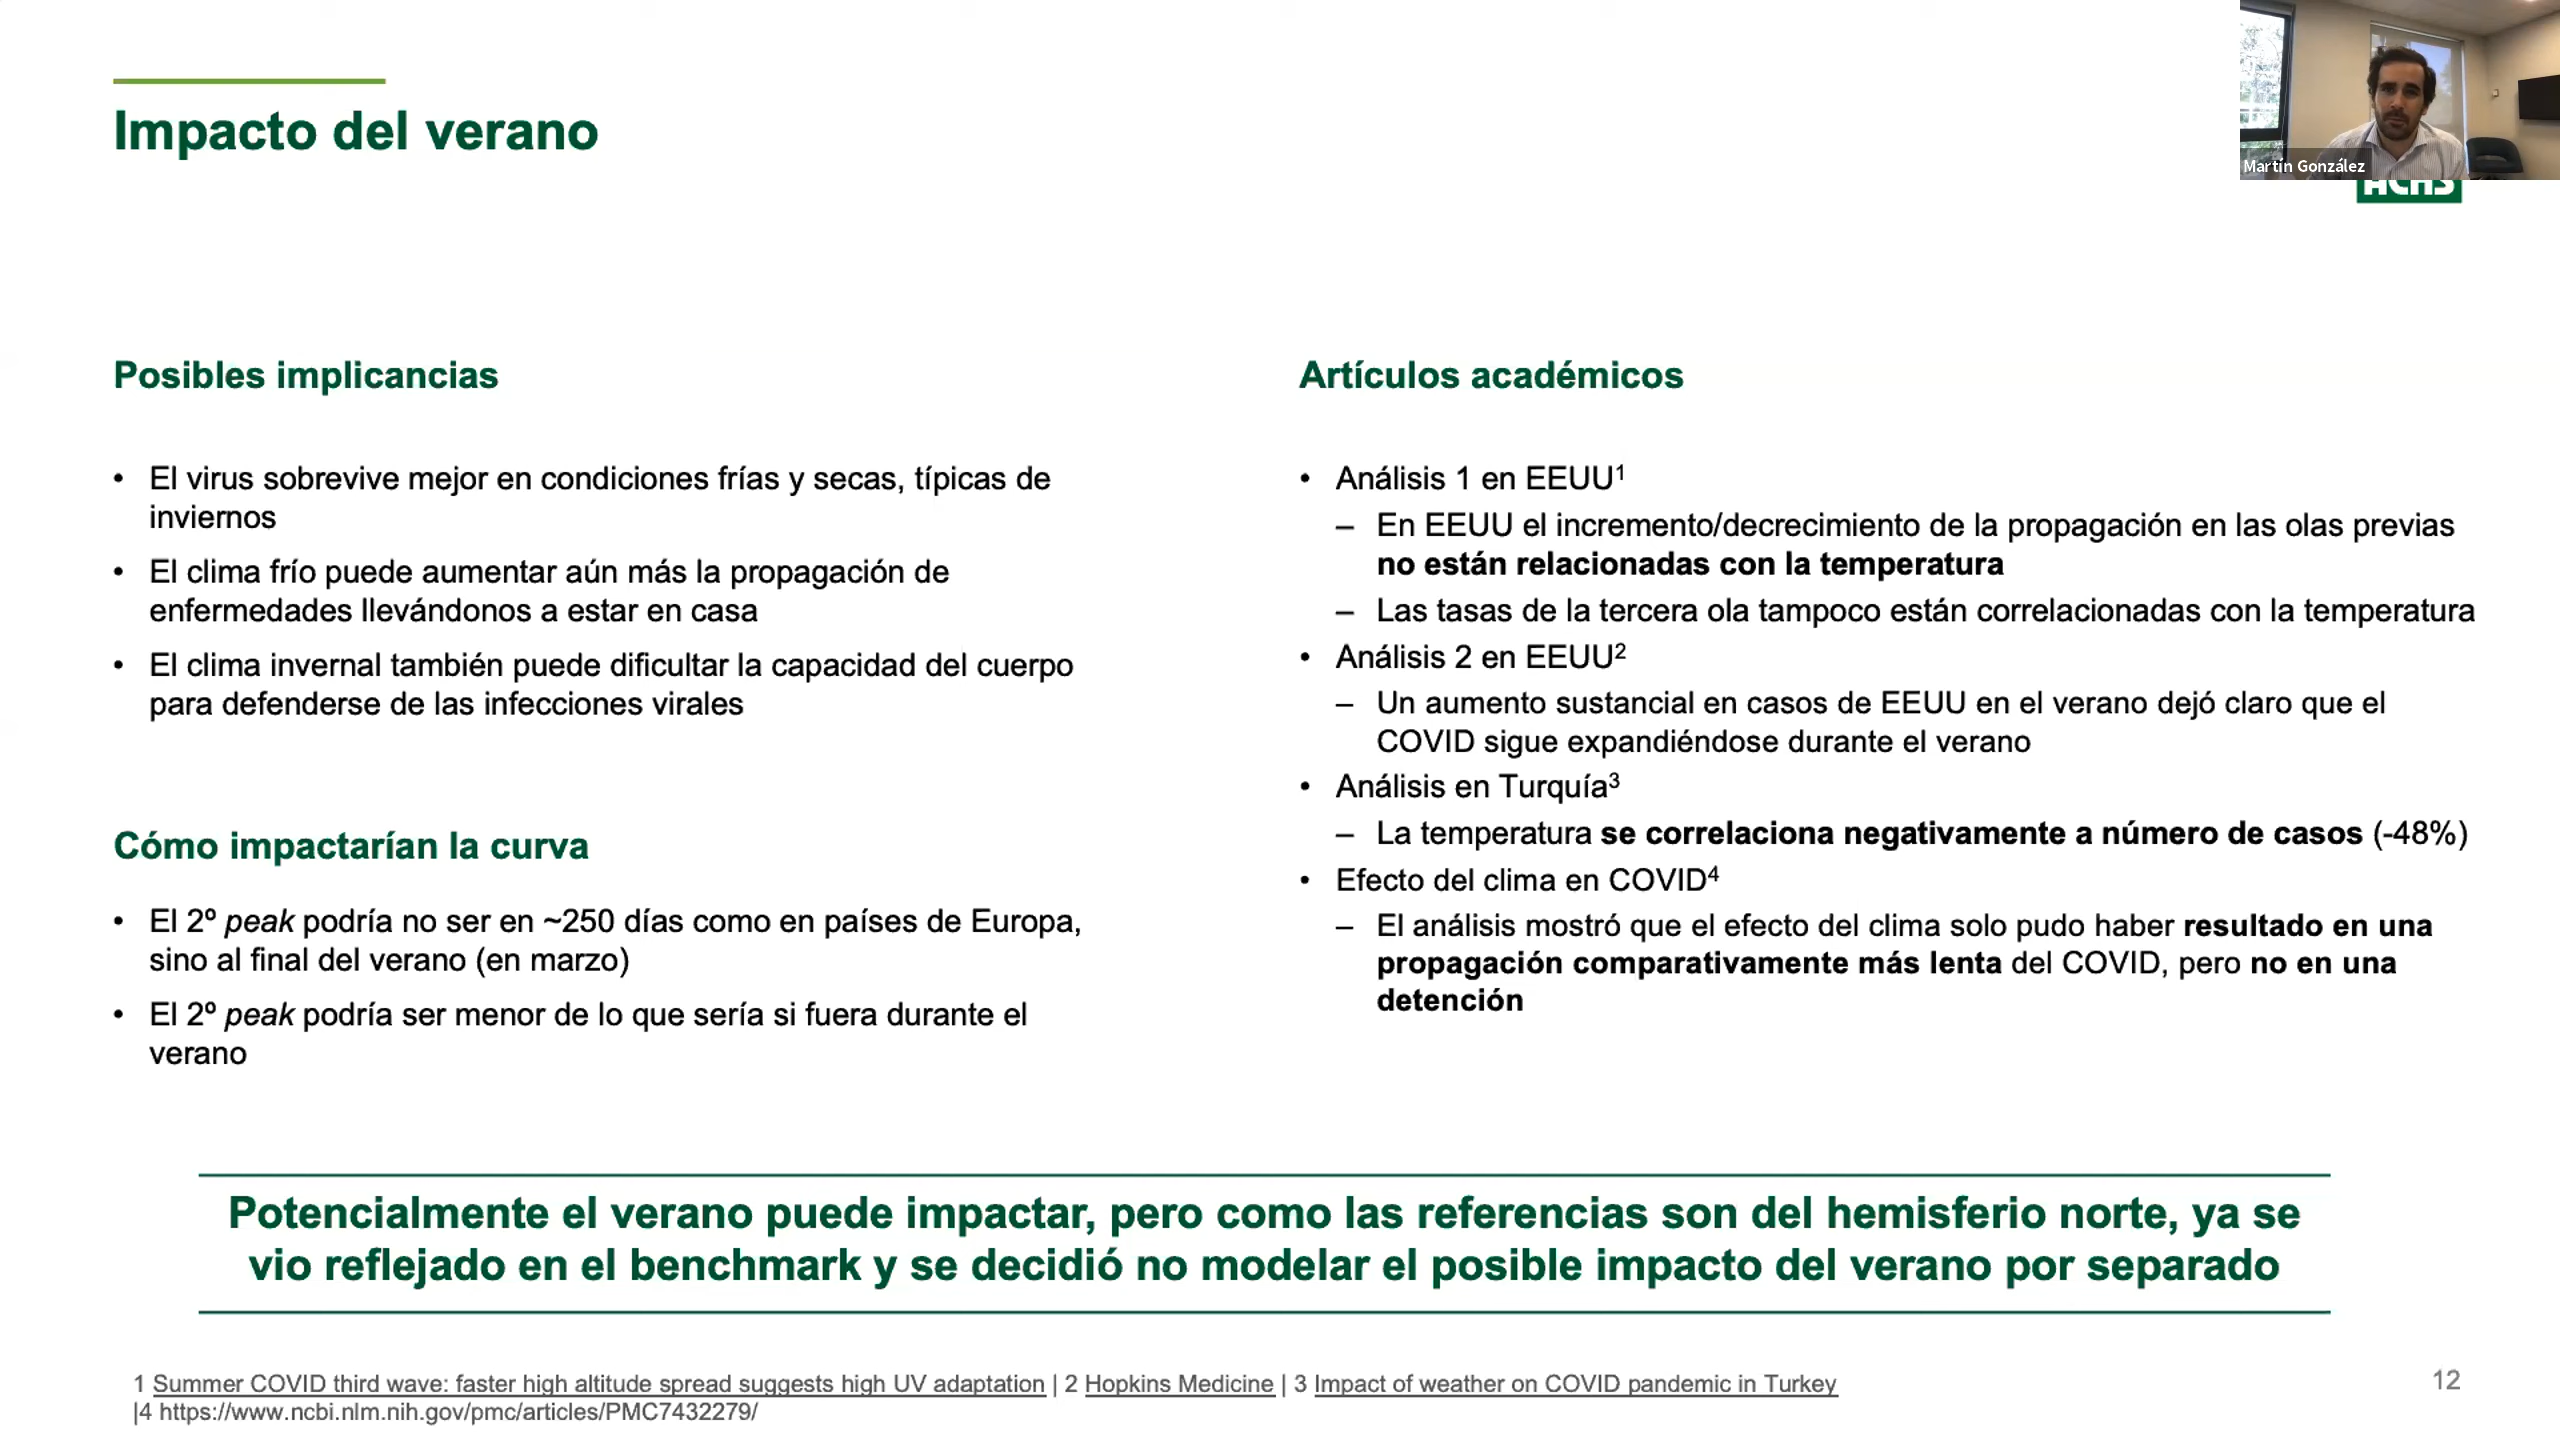 Impacto del verano
Martín González
ACHS
Posibles implicancias
• El virus sobrevive mejor en condiciones frías y secas, típicas de
inviernos
• El clima frío puede aumentar aún más la propagación de
enfermedades llevándonos a estar en casa
• El clima invernal también puede dificultar la capacidad del cuerpo
para defenderse de las infecciones virales
Cómo impactarían la curva
• El 2º peak podría no ser en ~250 días como en países de Europa,
sino al final del verano (en marzo)
• El 2º peak podría ser menor de lo que sería si fuera durante el
verano
Artículos académicos
• Análisis 1 en EEUU¹
– En EEUU el incremento/decrecimiento de la propagación en las olas previas
no están relacionadas con la temperatura
– Las tasas de la tercera ola tampoco están correlacionadas con la temperatura
• Análisis 2 en EEUU²
– Un aumento sustancial en casos de EEUU en el verano dejó claro que el
COVID sigue expandiéndose durante el verano
• Análisis en Turquía³
– La temperatura se correlaciona negativamente a número de casos (-48%)
• Efecto del clima en COVID⁴
– El análisis mostró que el efecto del clima solo pudo haber resultado en una
propagación comparativamente más lenta del COVID, pero no en una
detención
Potencialmente el verano puede impactar, pero como las referencias son del hemisferio norte, ya se
vio reflejado en el benchmark y se decidió no modelar el posible impacto del verano por separado
1 Summer COVID third wave: faster high altitude spread suggests high UV adaptation | 2 Hopkins Medicine | 3 Impact of weather on COVID pandemic in Turkey
|4 https://www.ncbi.nlm.nih.gov/pmc/articles/PMC7432279/
12